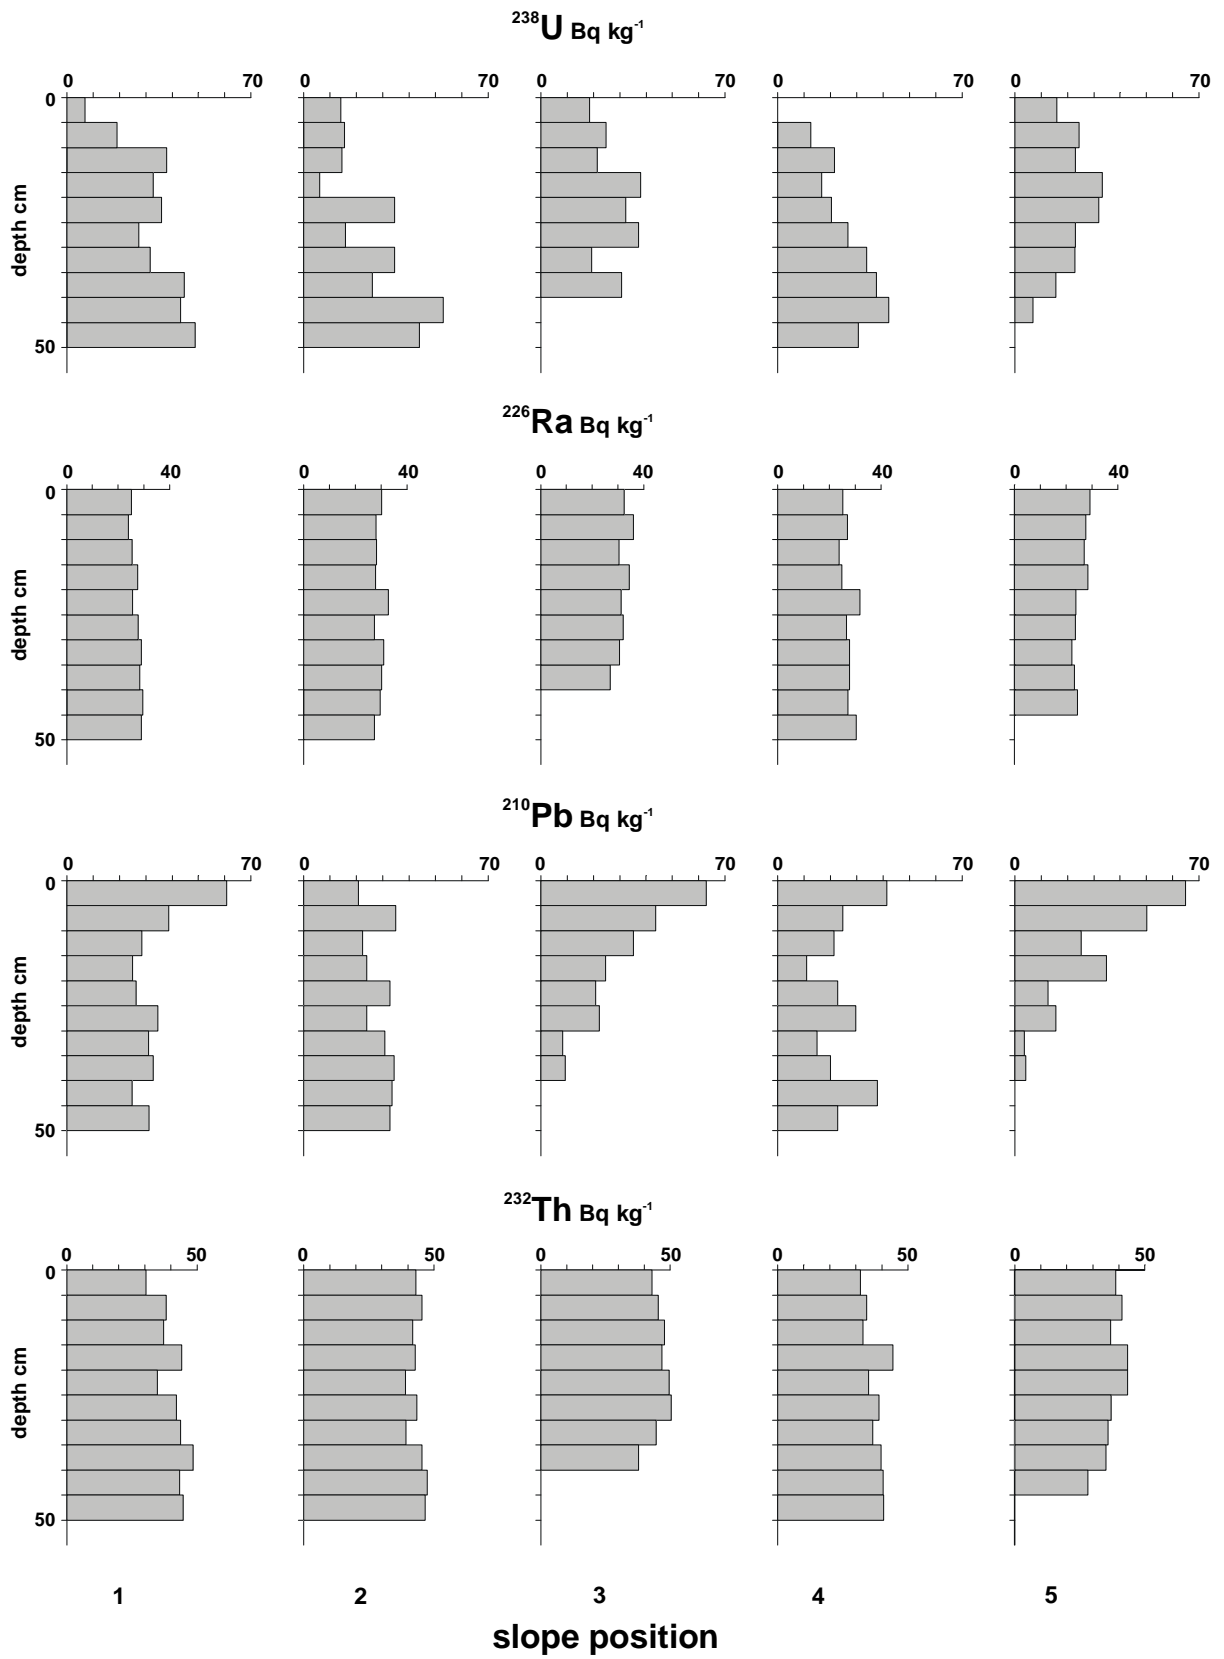 ²³⁸U Bq kg⁻¹
0 70 0 70 0 70 0 70 0 70
0
depth cm
50
²²⁶Ra Bq kg⁻¹
0 40 0 40 0 40 0 40 0 40
0
depth cm
50
²¹⁰Pb Bq kg⁻¹
0 70 0 70 0 70 0 70 0 70
0
depth cm
50
²³²Th Bq kg⁻¹
0 50 0 50 0 50 0 50 0 50
0
depth cm
50
1 2 3 4 5
slope position